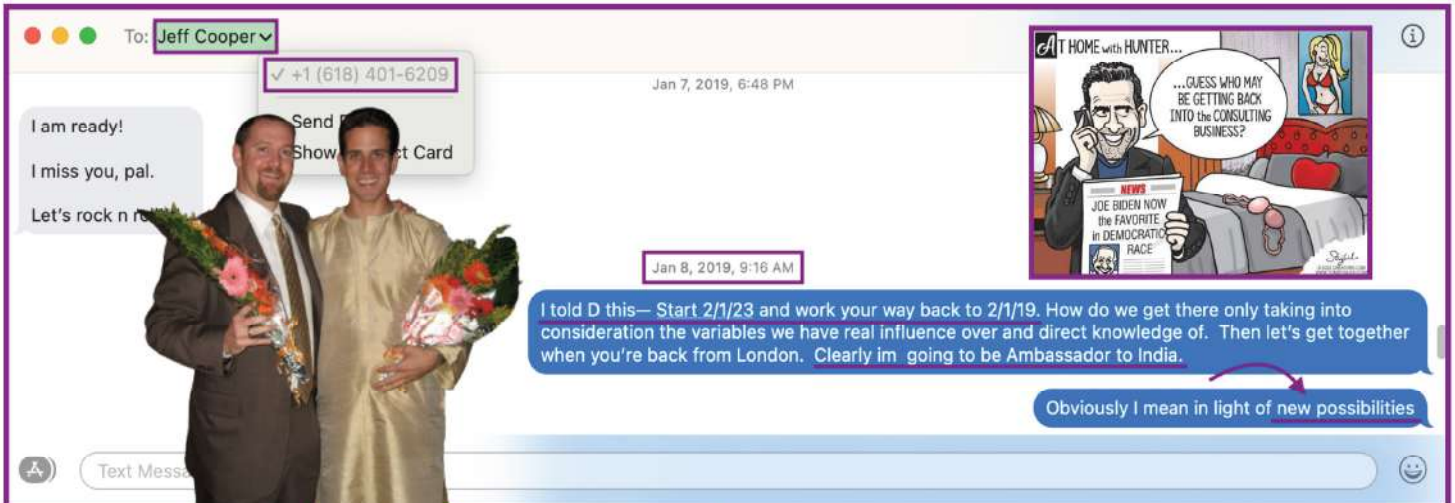 To: Jeff Cooper
✓ +1 (618) 401-6209
Send
Show ct Card
Jan 7, 2019, 6:48 PM
I am ready!
I miss you, pal.
Let's rock n
AT HOME with HUNTER...
...GUESS WHO MAY
BE GETTING BACK
INTO the CONSULTING
BUSINESS?
NEWS
JOE BIDEN NOW
the FAVORITE
in DEMOCRATIC
RACE
Jan 8, 2019, 9:16 AM
I told D this— Start 2/1/23 and work your way back to 2/1/19. How do we get there only taking into
consideration the variables we have real influence over and direct knowledge of. Then let's get together
when you're back from London. Clearly im going to be Ambassador to India.
Obviously I mean in light of new possibilities
Text Messa